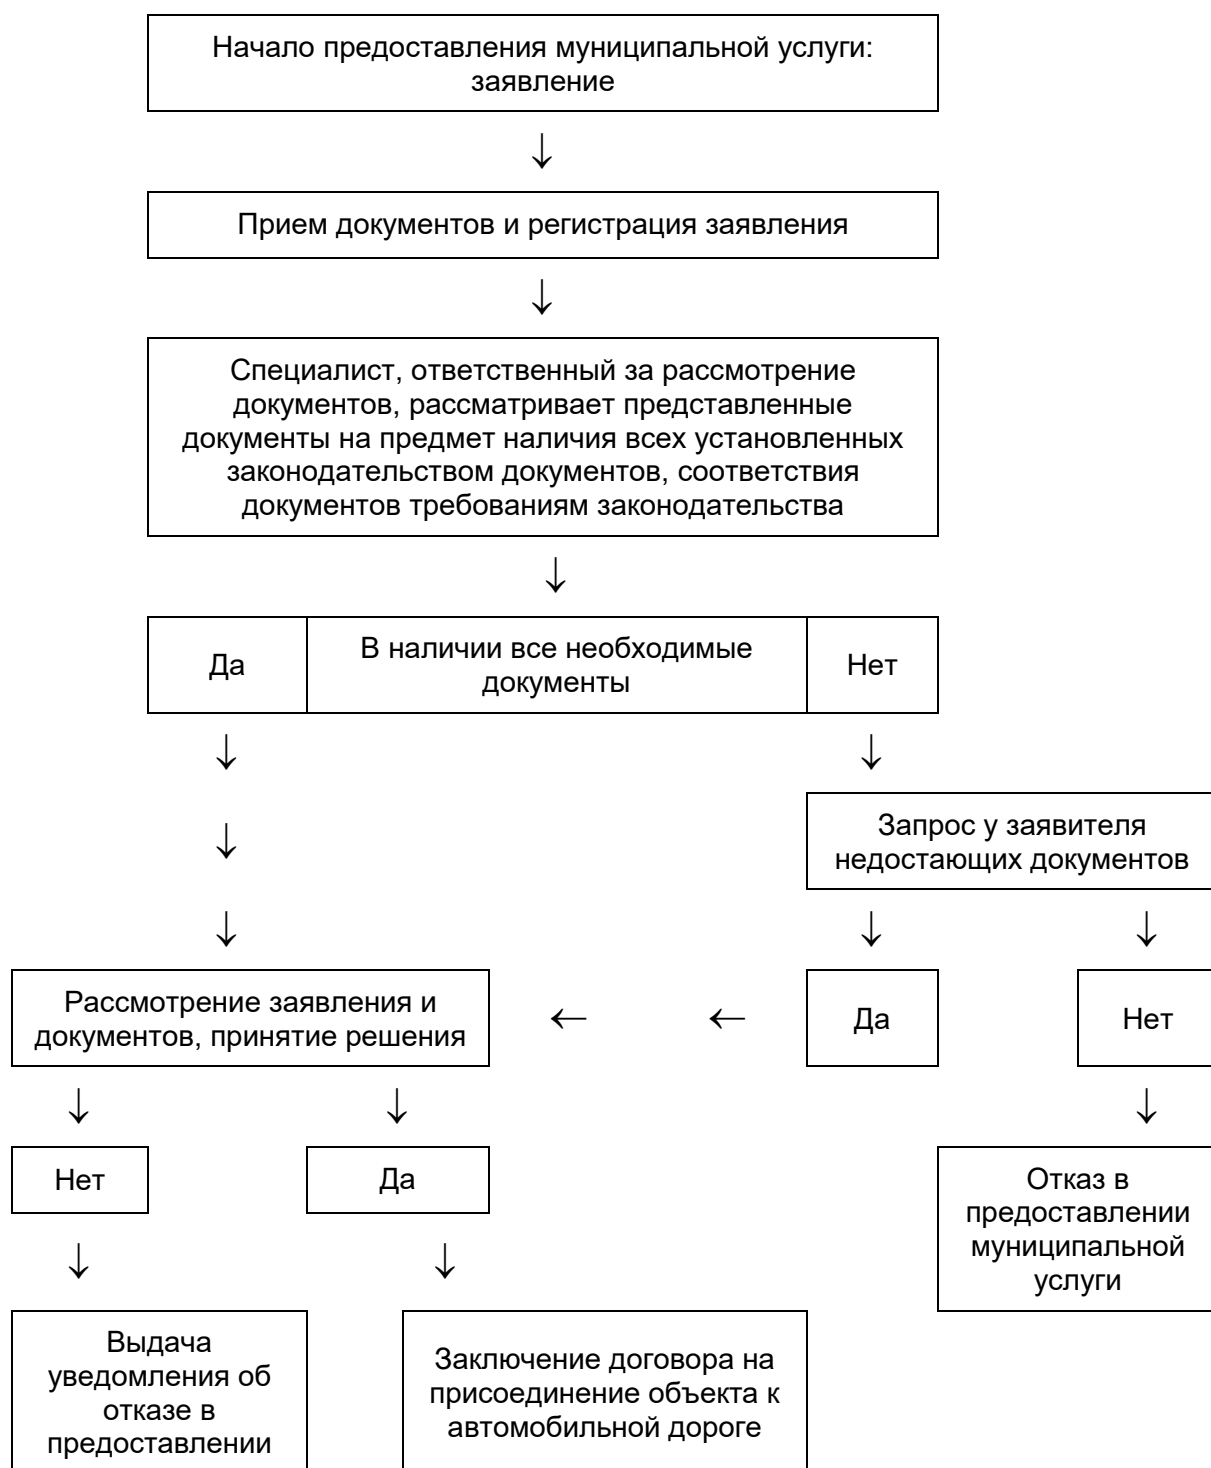 Начало предоставления муниципальной услуги:
заявление
↓
Прием документов и регистрация заявления
↓
Специалист, ответственный за рассмотрение
документов, рассматривает представленные
документы на предмет наличия всех установленных
законодательством документов, соответствия
документов требованиям законодательства
↓
Да
В наличии все необходимые
документы
Нет
↓ ↓
Запрос у заявителя
недостающих документов
↓
↓ ↓ ↓
Рассмотрение заявления и
документов, принятие решения
← ←
Да
Нет
↓ ↓ ↓
Нет
Да
Отказ в
предоставлении
муниципальной
услуги
↓ ↓
Выдача
уведомления об
отказе в
предоставлении
Заключение договора на
присоединение объекта к
автомобильной дороге